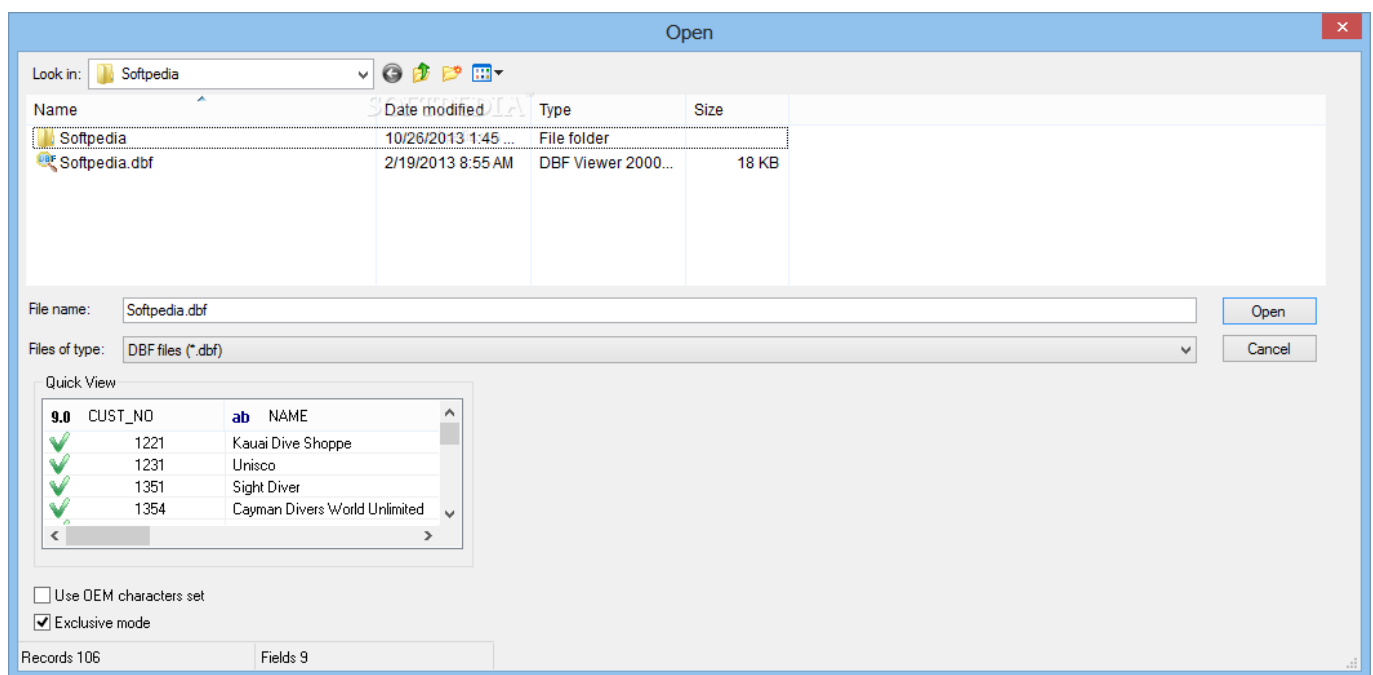 Open
Look in: Softpedia
SOFTPEDIA
Name Date modified Type Size
Softpedia 10/26/2013 1:45 ... File folder
Softpedia.dbf 2/19/2013 8:55 AM DBF Viewer 2000... 18 KB
File name: Softpedia.dbf Open
Files of type: DBF files (*.dbf) Cancel
Quick View
9.0 CUST_NO ab NAME
1221 Kauai Dive Shoppe
1231 Unisco
1351 Sight Diver
1354 Cayman Divers World Unlimited
Use OEM characters set
Exclusive mode
Records 106 Fields 9